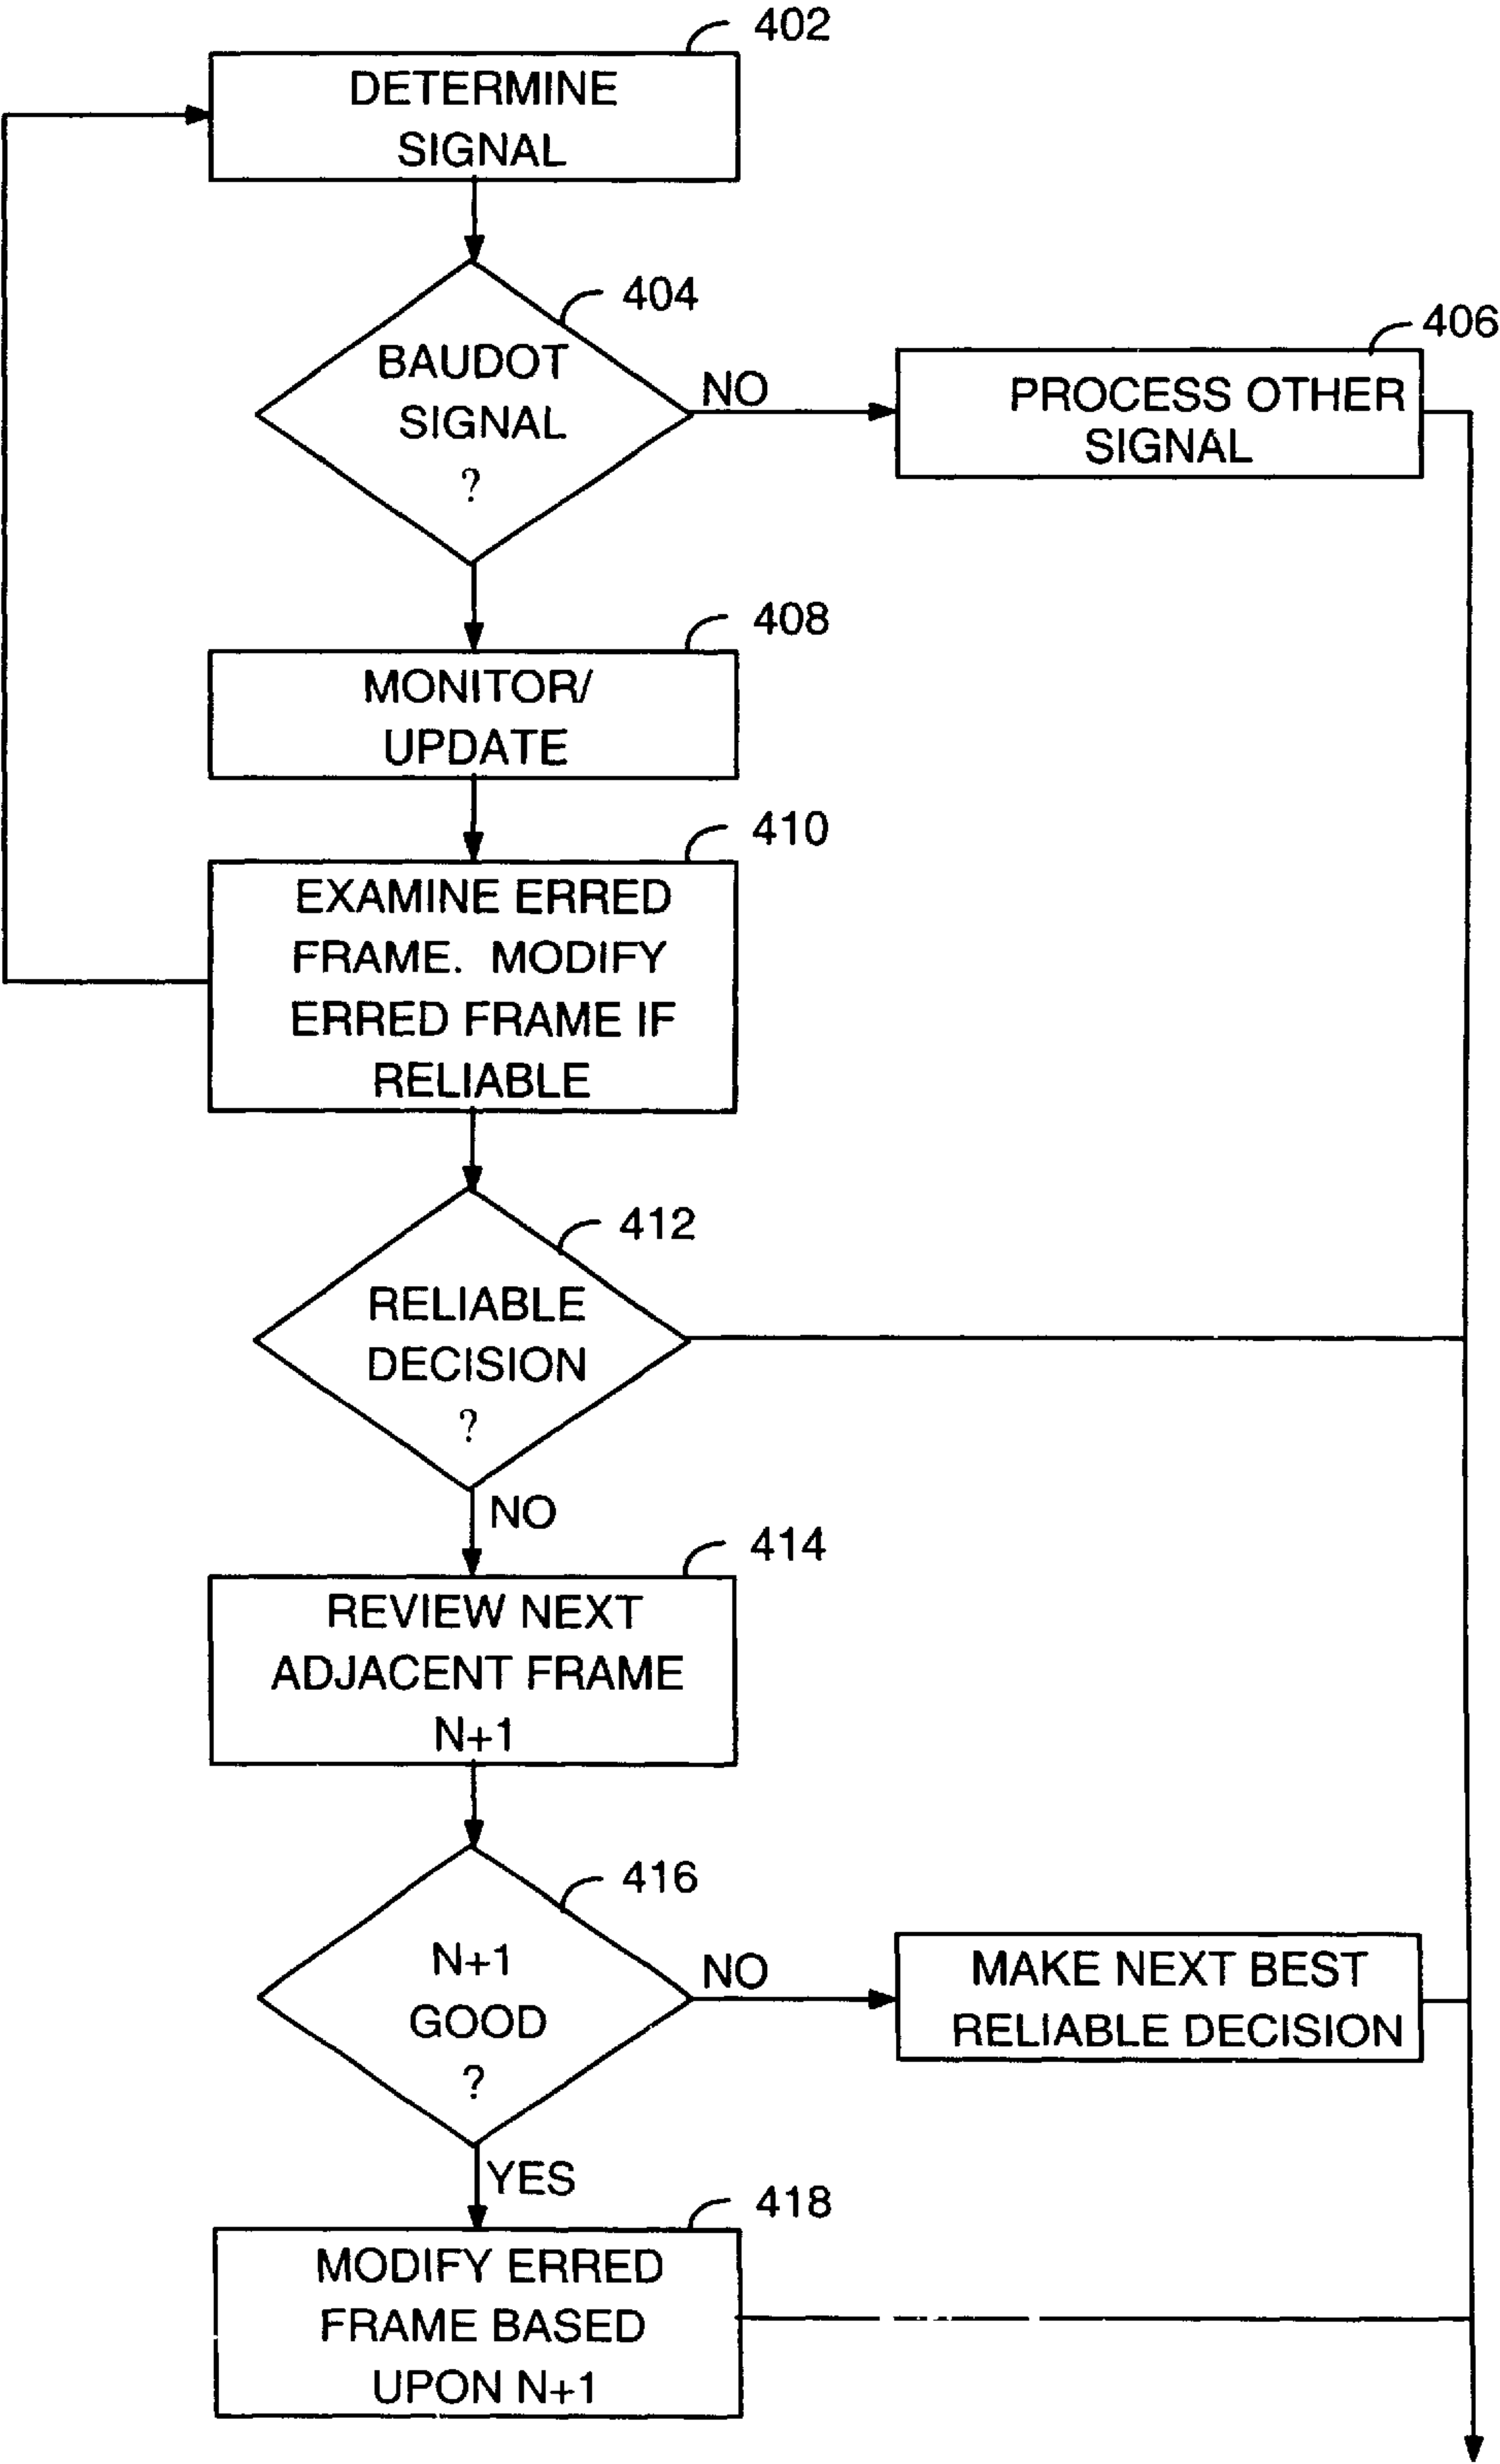 402
DETERMINE
SIGNAL
404
BAUDOT
SIGNAL
?
NO
406
PROCESS OTHER
SIGNAL
408
MONITOR/
UPDATE
410
EXAMINE ERRED
FRAME. MODIFY
ERRED FRAME IF
RELIABLE
412
RELIABLE
DECISION
?
NO
414
REVIEW NEXT
ADJACENT FRAME
N+1
416
N+1
GOOD
?
NO
MAKE NEXT BEST
RELIABLE DECISION
YES
418
MODIFY ERRED
FRAME BASED
UPON N+1